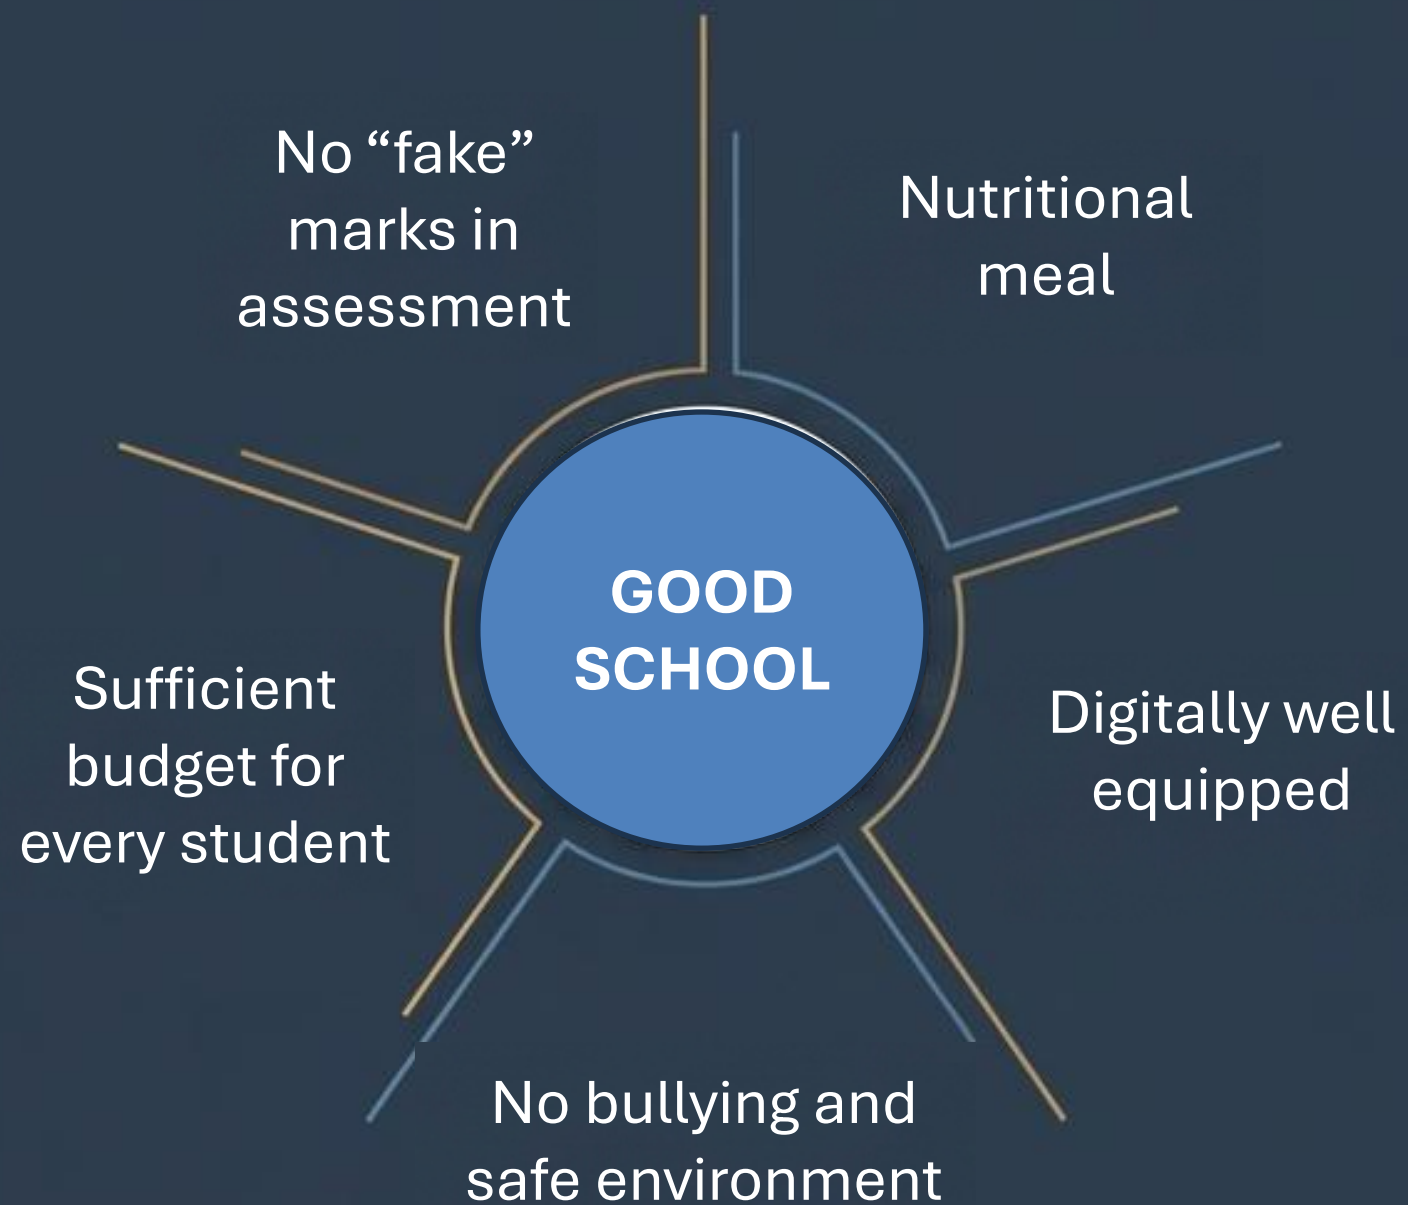 No “fake”
marks in
assessment
Nutritional
meal
GOOD
SCHOOL
Sufficient
budget for
every student
Digitally well
equipped
No bullying and
safe environment